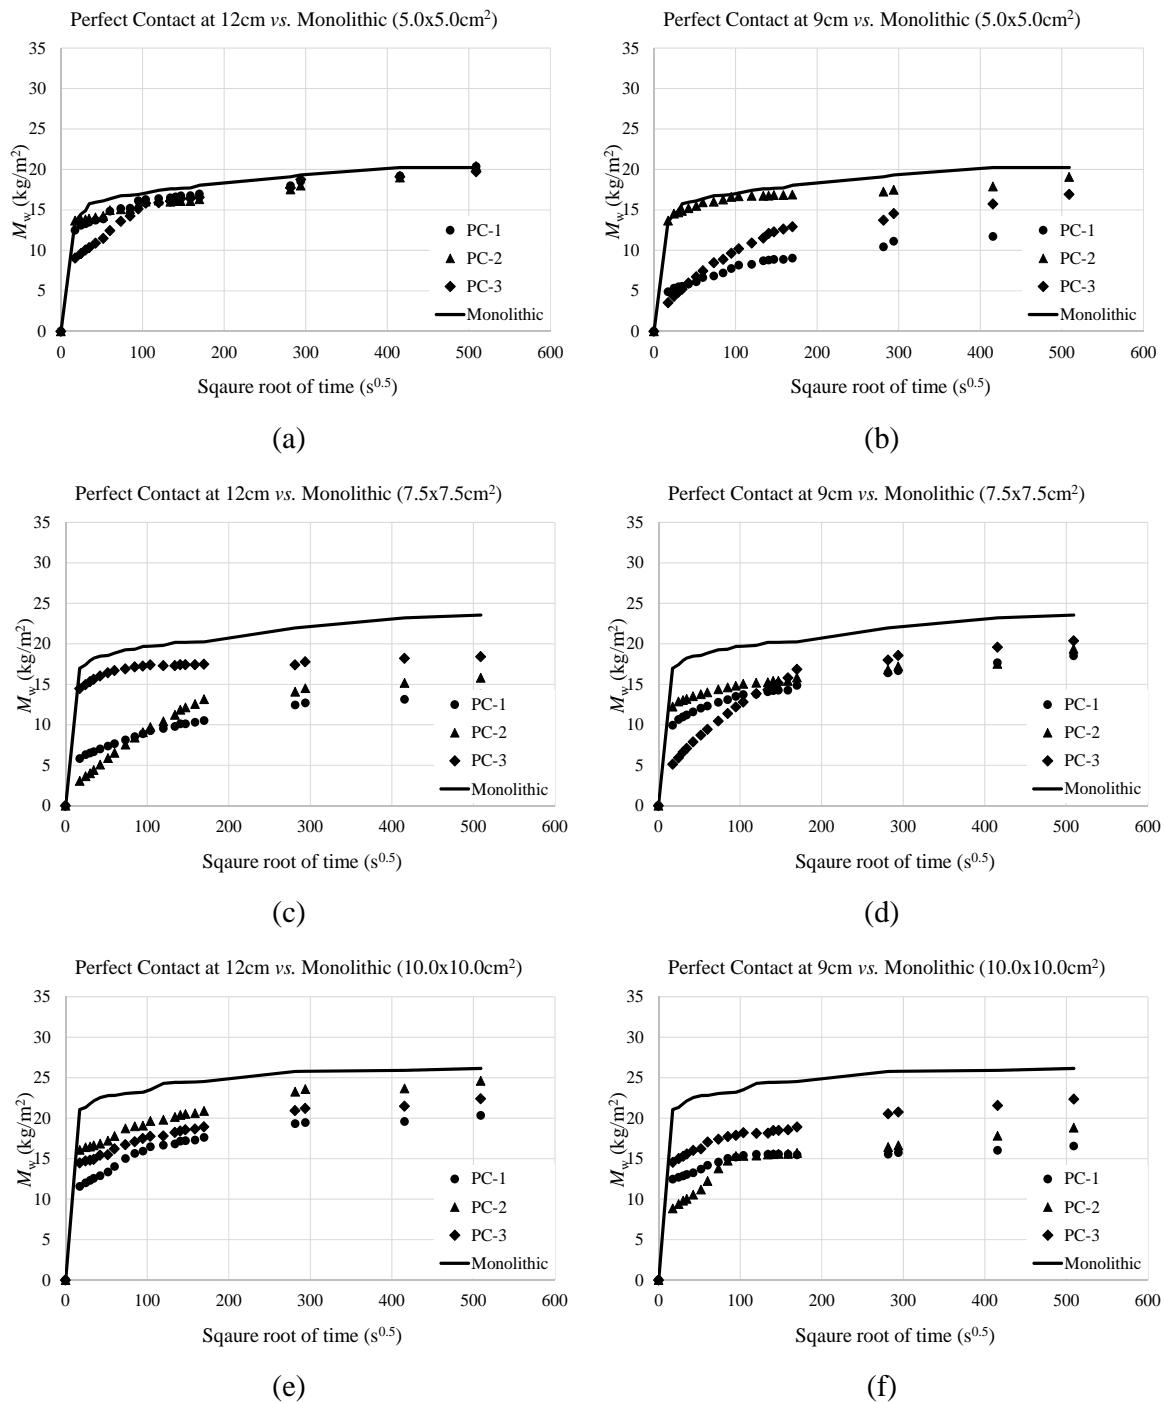 Perfect Contact at 12cm vs. Monolithic (5.0x5.0cm²)
35
30
25
20
15
10
5
0
M_w (kg/m²)
PC-1
PC-2
PC-3
Monolithic
0 100 200 300 400 500 600
Sqaure root of time (s^0.5)
(a)
Perfect Contact at 9cm vs. Monolithic (5.0x5.0cm²)
35
30
25
20
15
10
5
0
M_w (kg/m²)
PC-1
PC-2
PC-3
Monolithic
0 100 200 300 400 500 600
Sqaure root of time (s^0.5)
(b)
Perfect Contact at 12cm vs. Monolithic (7.5x7.5cm²)
35
30
25
20
15
10
5
0
M_w (kg/m²)
PC-1
PC-2
PC-3
Monolithic
0 100 200 300 400 500 600
Sqaure root of time (s^0.5)
(c)
Perfect Contact at 9cm vs. Monolithic (7.5x7.5cm²)
35
30
25
20
15
10
5
0
M_w (kg/m²)
PC-1
PC-2
PC-3
Monolithic
0 100 200 300 400 500 600
Sqaure root of time (s^0.5)
(d)
Perfect Contact at 12cm vs. Monolithic (10.0x10.0cm²)
35
30
25
20
15
10
5
0
M_w (kg/m²)
PC-1
PC-2
PC-3
Monolithic
0 100 200 300 400 500 600
Sqaure root of time (s^0.5)
(e)
Perfect Contact at 9cm vs. Monolithic (10.0x10.0cm²)
35
30
25
20
15
10
5
0
M_w (kg/m²)
PC-1
PC-2
PC-3
Monolithic
0 100 200 300 400 500 600
Sqaure root of time (s^0.5)
(f)